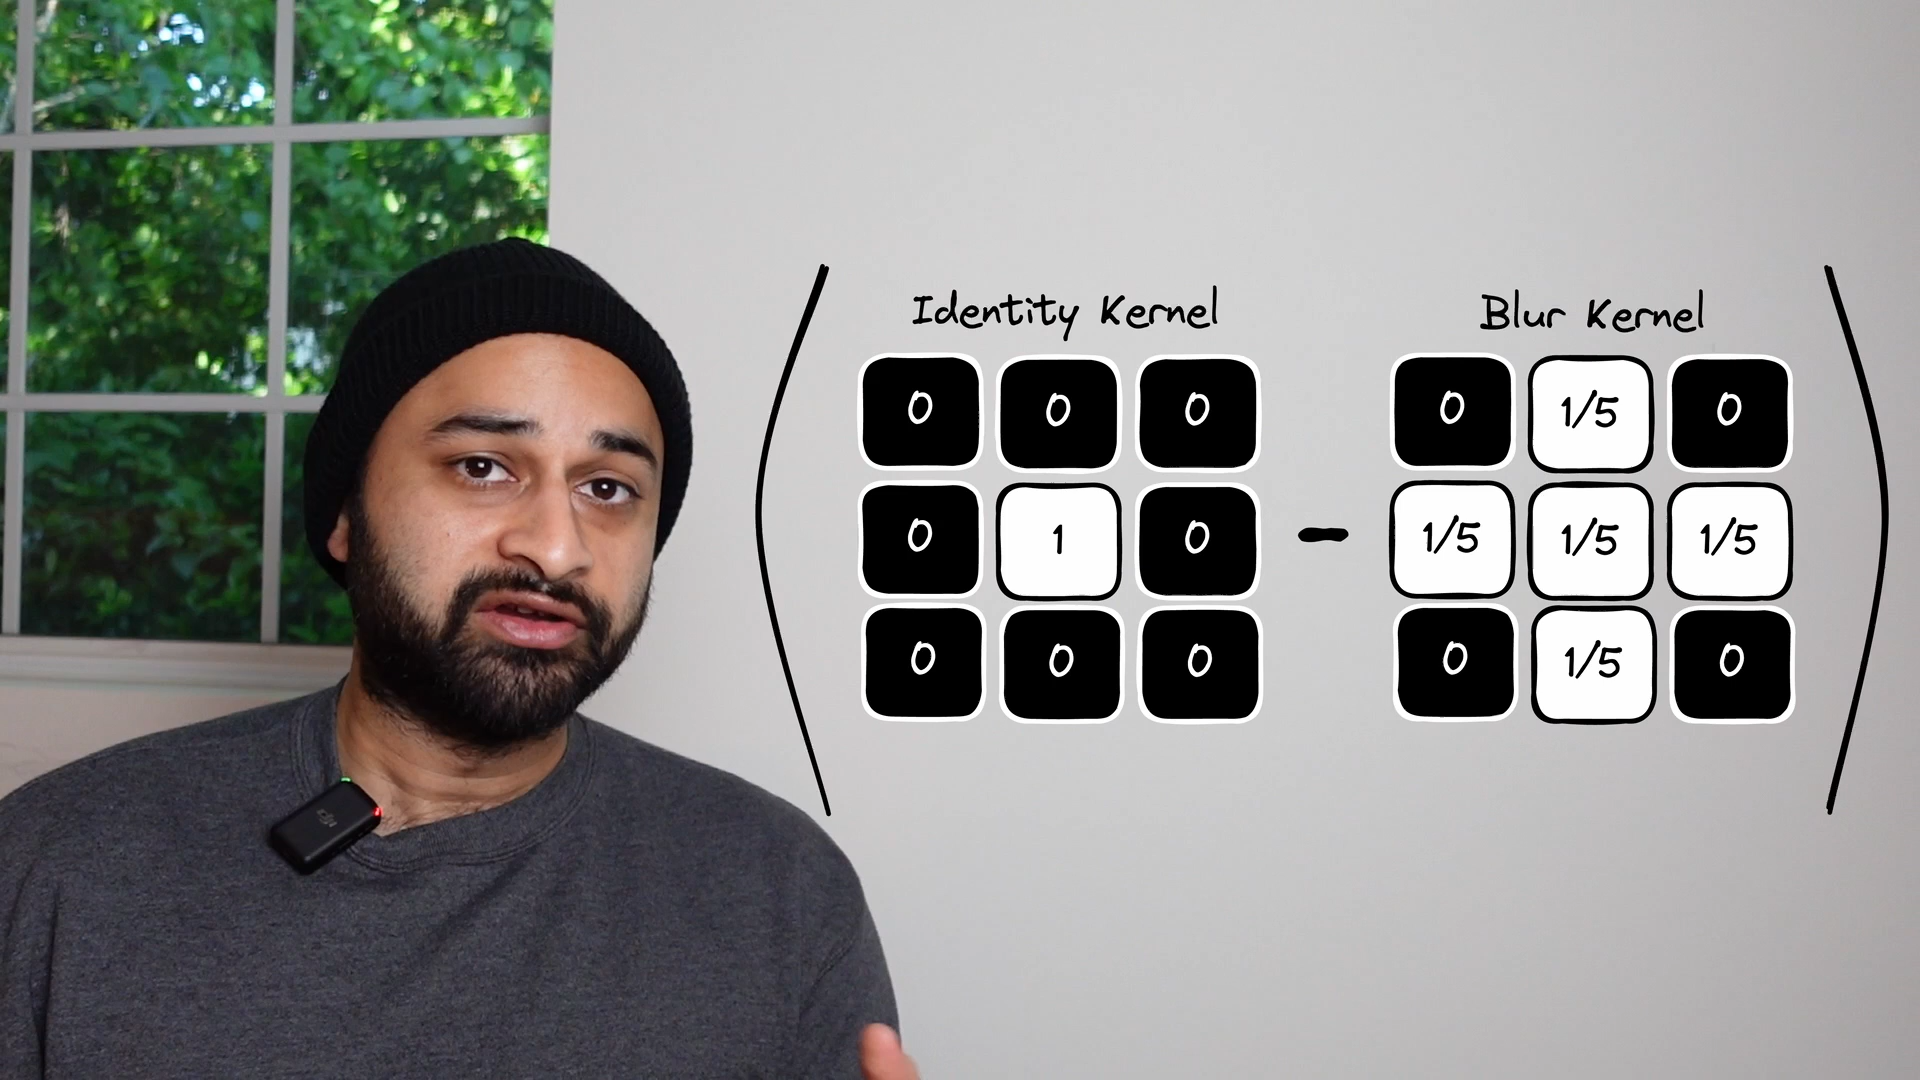 Identity Kernel
0 0 0
0 1 0
0 0 0
-
Blur Kernel
0 1/5 0
1/5 1/5 1/5
0 1/5 0
DJI